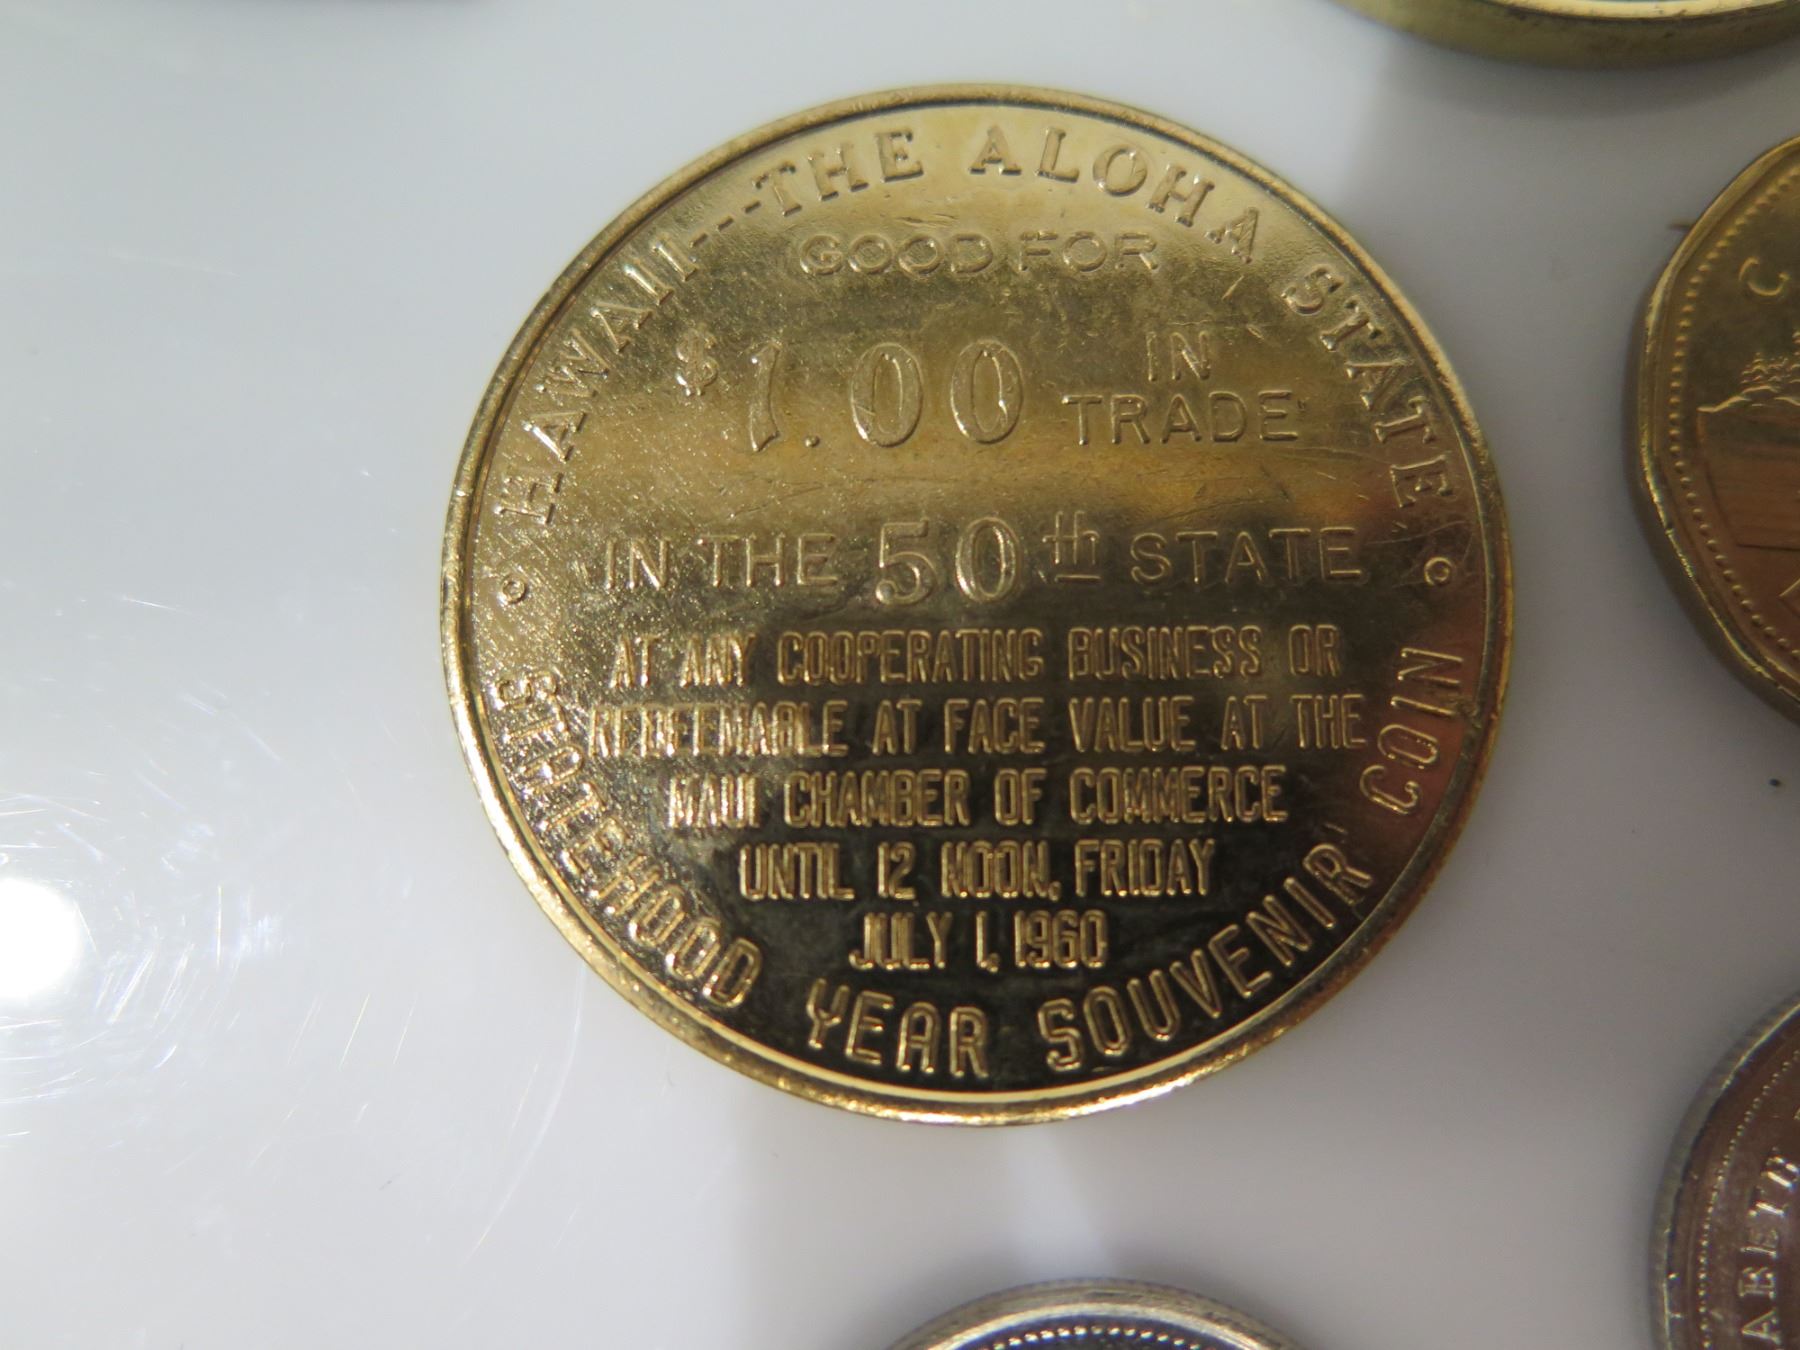 HAWAII---THE ALOHA STATE
GOOD FOR
$1.00 IN TRADE
IN THE 50th STATE
AT ANY COOPERATING BUSINESS OR
REDEEMABLE AT FACE VALUE AT THE
MAUI CHAMBER OF COMMERCE
UNTIL 12 NOON, FRIDAY
JULY 1, 1960
STATEHOOD YEAR SOUVENIR COIN
C
ABETH